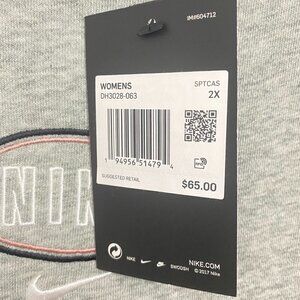 IM#604712
WOMENS
DH3028-063
SPTCAS
2X
1 94956 51479 4
SUGGESTED RETAIL
$65.00
NIK
NIKE
SWOOSH
NIKE.COM
© 2017 Nike